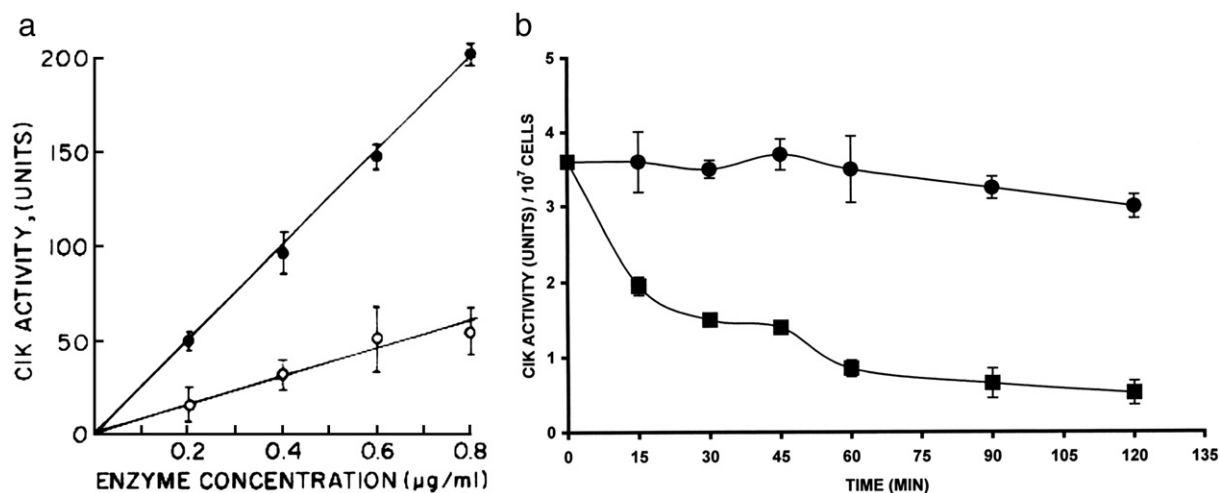 a
200
150
100
50
0
CIK ACTIVITY, (UNITS)
0.2 0.4 0.6 0.8
ENZYME CONCENTRATION (µg/ml)
b
5
4
3
2
1
0
CIK ACTIVITY (UNITS) / 10⁷ CELLS
0 15 30 45 60 75 90 105 120 135
TIME (MIN)